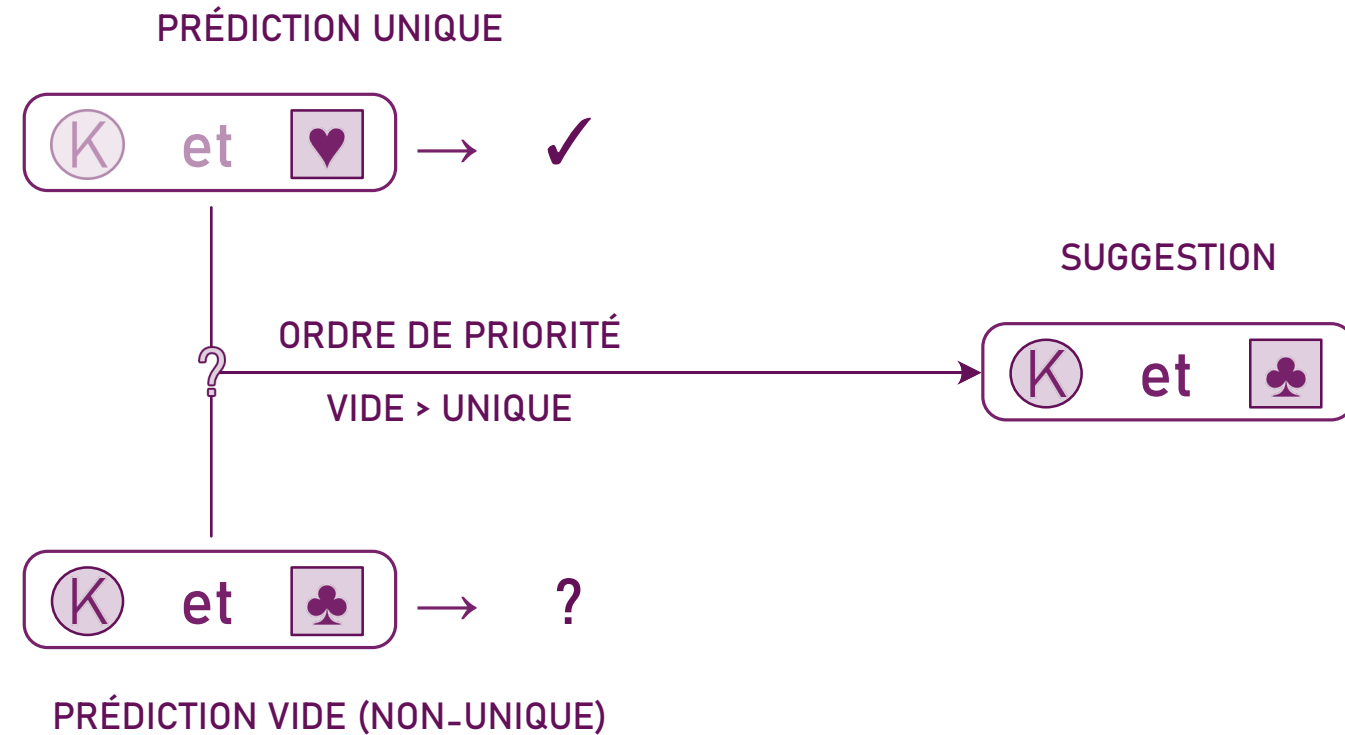 PRÉDICTION UNIQUE
K et ♥ → ✓
SUGGESTION
ORDRE DE PRIORITÉ
? K et ♣
VIDE > UNIQUE
K et ♣ → ?
PRÉDICTION VIDE (NON-UNIQUE)